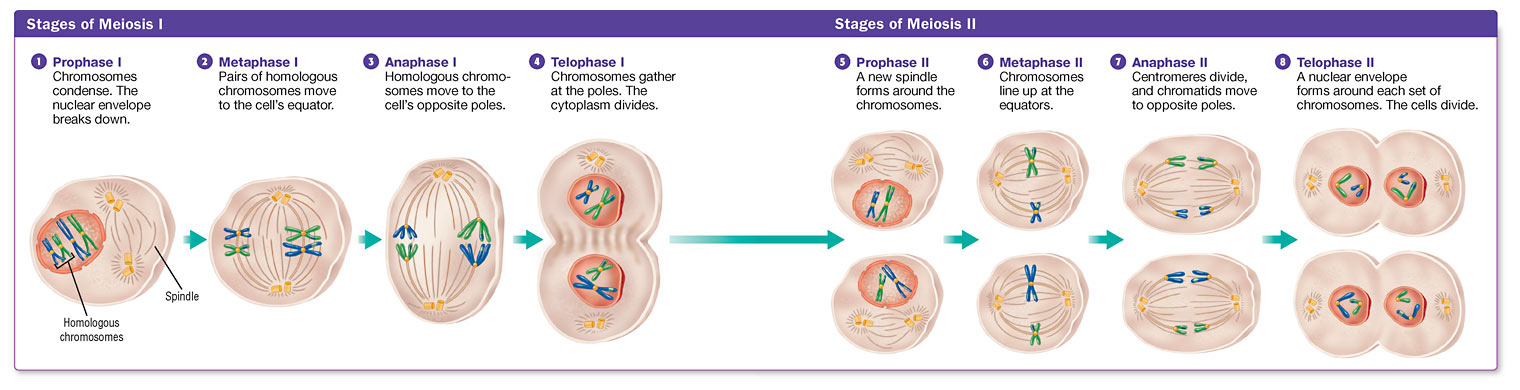 Stages of Meiosis I
Stages of Meiosis II
1 Prophase I
Chromosomes
condense. The
nuclear envelope
breaks down.
2 Metaphase I
Pairs of homologous
chromosomes move
to the cell's equator.
3 Anaphase I
Homologous chromo-
somes move to the
cell's opposite poles.
4 Telophase I
Chromosomes gather
at the poles. The
cytoplasm divides.
5 Prophase II
A new spindle
forms around the
chromosomes.
6 Metaphase II
Chromosomes
line up at the
equators.
7 Anaphase II
Centromeres divide,
and chromatids move
to opposite poles.
8 Telophase II
A nuclear envelope
forms around each set of
chromosomes. The cells divide.
Spindle
Homologous
chromosomes